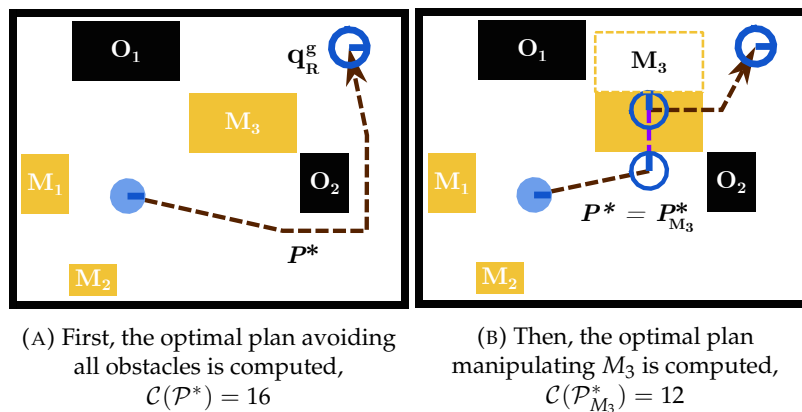 O₁
q_R^g
M₃
M₁
O₂
M₂
P*
(A) First, the optimal plan avoiding
all obstacles is computed,
C(P*) = 16
O₁
M₃
M₁
O₂
P* = P*_M₃
M₂
(B) Then, the optimal plan
manipulating M₃ is computed,
C(P*_M₃) = 12